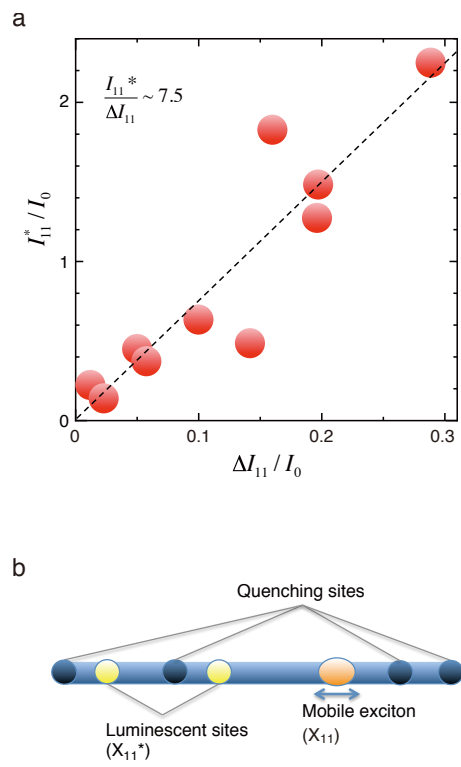 a
I₁₁* / ΔI₁₁ ~ 7.5
I₁₁* / I₀
2
1
0
0
0.1
0.2
0.3
ΔI₁₁ / I₀
b
Quenching sites
Luminescent sites
(X₁₁*)
Mobile exciton
(X₁₁)